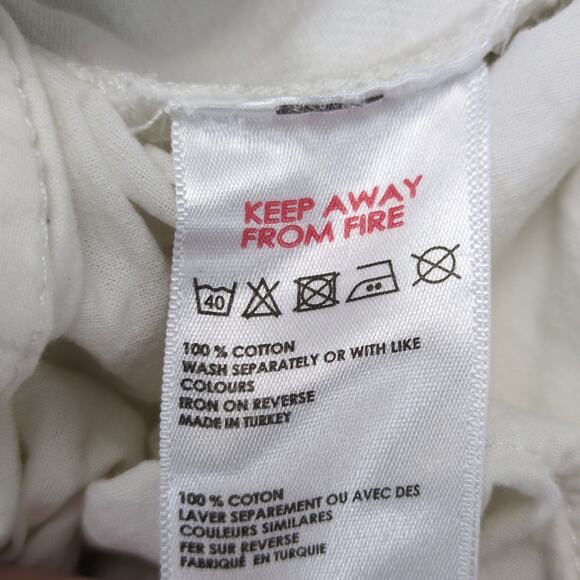 KEEP AWAY
FROM FIRE
40
100 % COTTON
WASH SEPARATELY OR WITH LIKE
COLOURS
IRON ON REVERSE
MADE IN TURKEY
100 % COTON
LAVER SEPAREMENT OU AVEC DES
COULEURS SIMILARES
FER SUR REVERSE
FABRIQUÉ EN TURQUIE